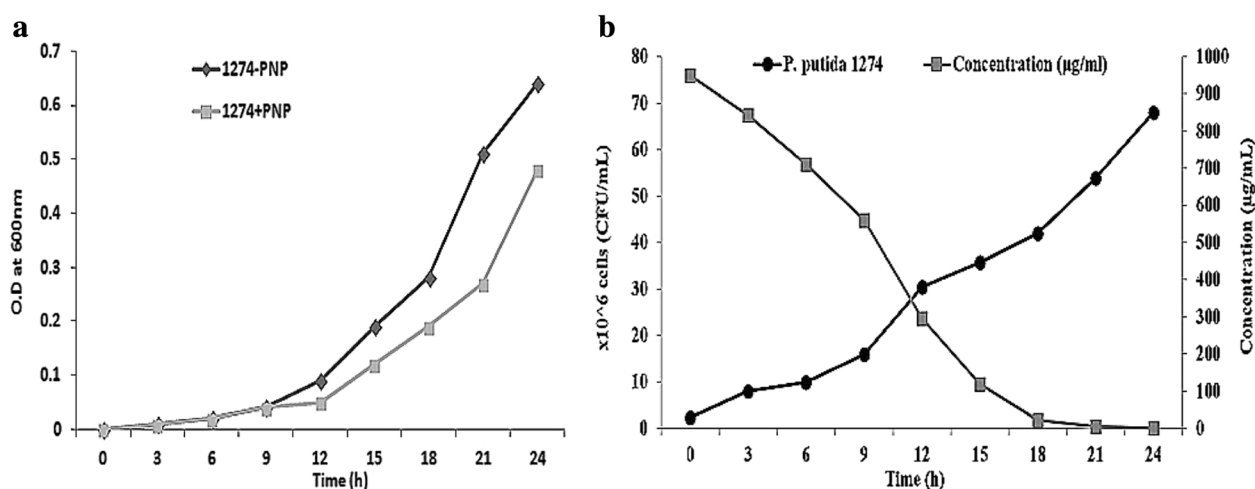 a
0.7
0.6
0.5
0.4
0.3
0.2
0.1
0
O.D at 600nm
1274-PNP
1274+PNP
0 3 6 9 12 15 18 21 24
Time (h)
b
80
70
60
50
40
30
20
10
0
x10^6 cells (CFU/mL)
P. putida 1274
Concentration (µg/ml)
1000
900
800
700
600
500
400
300
200
100
0
Concentration (µg/mL)
0 3 6 9 12 15 18 21 24
Time (h)